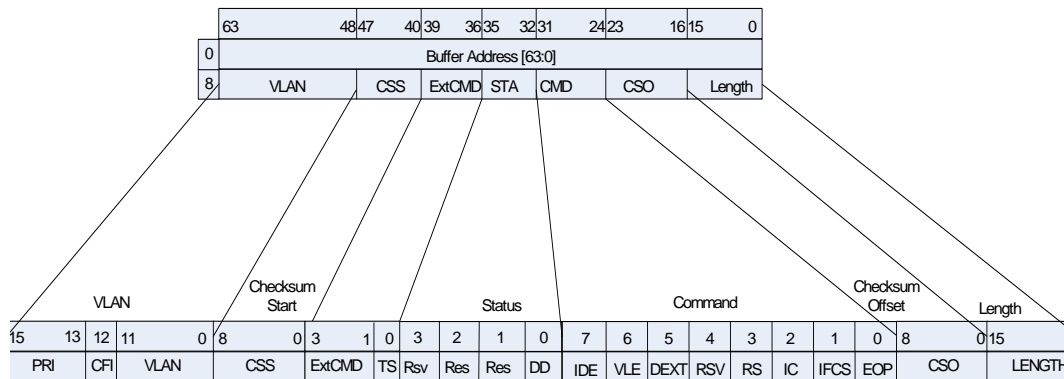 63 48 47 40 39 36 35 32 31 24 23 16 15 0
0 Buffer Address [63:0]
8 VLAN CSS ExtCMD STA CMD CSO Length
VLAN Checksum Start Status Command Checksum Offset Length
15 13 12 11 0 8 0 3 1 0 3 2 1 0 7 6 5 4 3 2 1 0 8 0 15
PRI CFI VLAN CSS ExtCMD TS Rsv Res Res DD IDE VLE DEXT RSV RS IC IFCS EOP CSO LENGTH